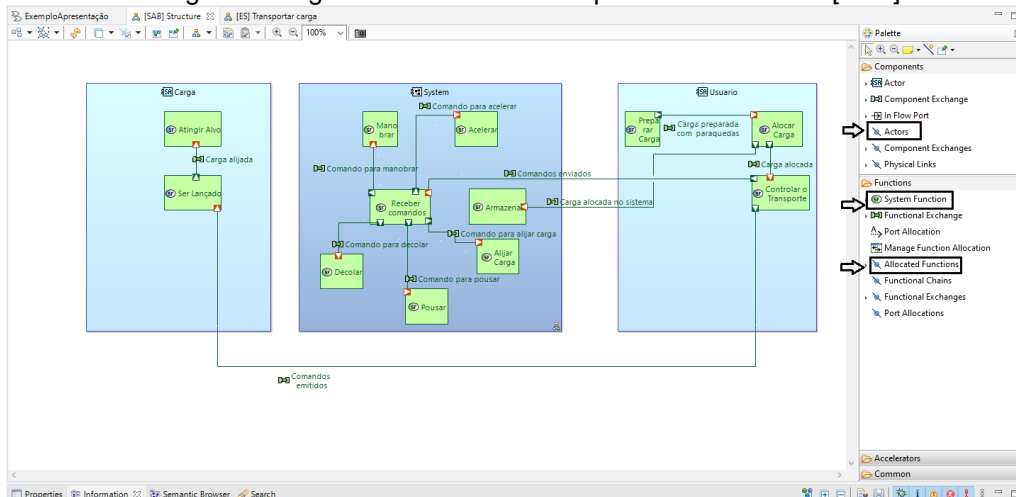 ExemploApresentação
[SAB] Structure
[ES] Transportar carga
100%
Carga
Atingir Alvo
Carga alijada
Ser Lançado
System
Comando para acelerar
Mano
brar
Acelerar
Comando para manobrar
Comandos enviados
Receber
comandos
Armazenar
Carga alocada no sistema
Comando para decolar
Comando para alijar carga
Alijar
Carga
Decolar
Comando para pousar
Pousar
Usuario
Prepa
rar
Carga
Carga preparada
com paraquedas
Alocar
Carga
Carga alocada
Controlar o
Transporte
Comandos
emitidos
Palette
Components
Actor
Component Exchange
In Flow Port
Actors
Component Exchanges
Physical Links
Functions
System Function
Functional Exchange
Port Allocation
Manage Function Allocation
Allocated Functions
Functional Chains
Functional Exchanges
Port Allocations
Accelerators
Common
Properties
Information
Semantic Browser
Search